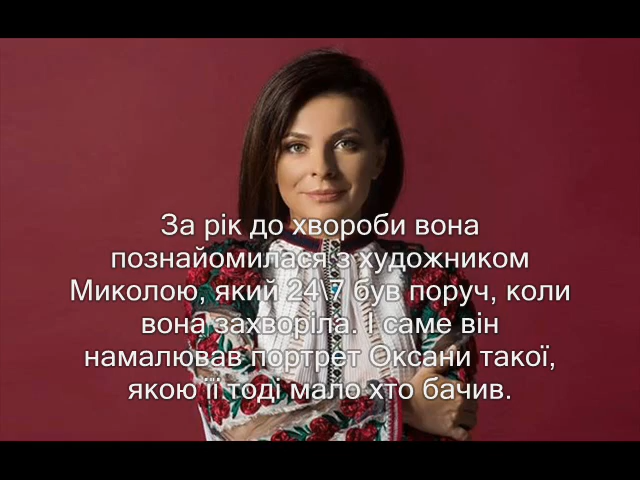 За рік до хвороби вона
познайомилася з художником
Миколою, який 24\7 був поруч, коли
вона захворіла. І саме він
намалював портрет Оксани такої,
якою її тоді мало хто бачив.